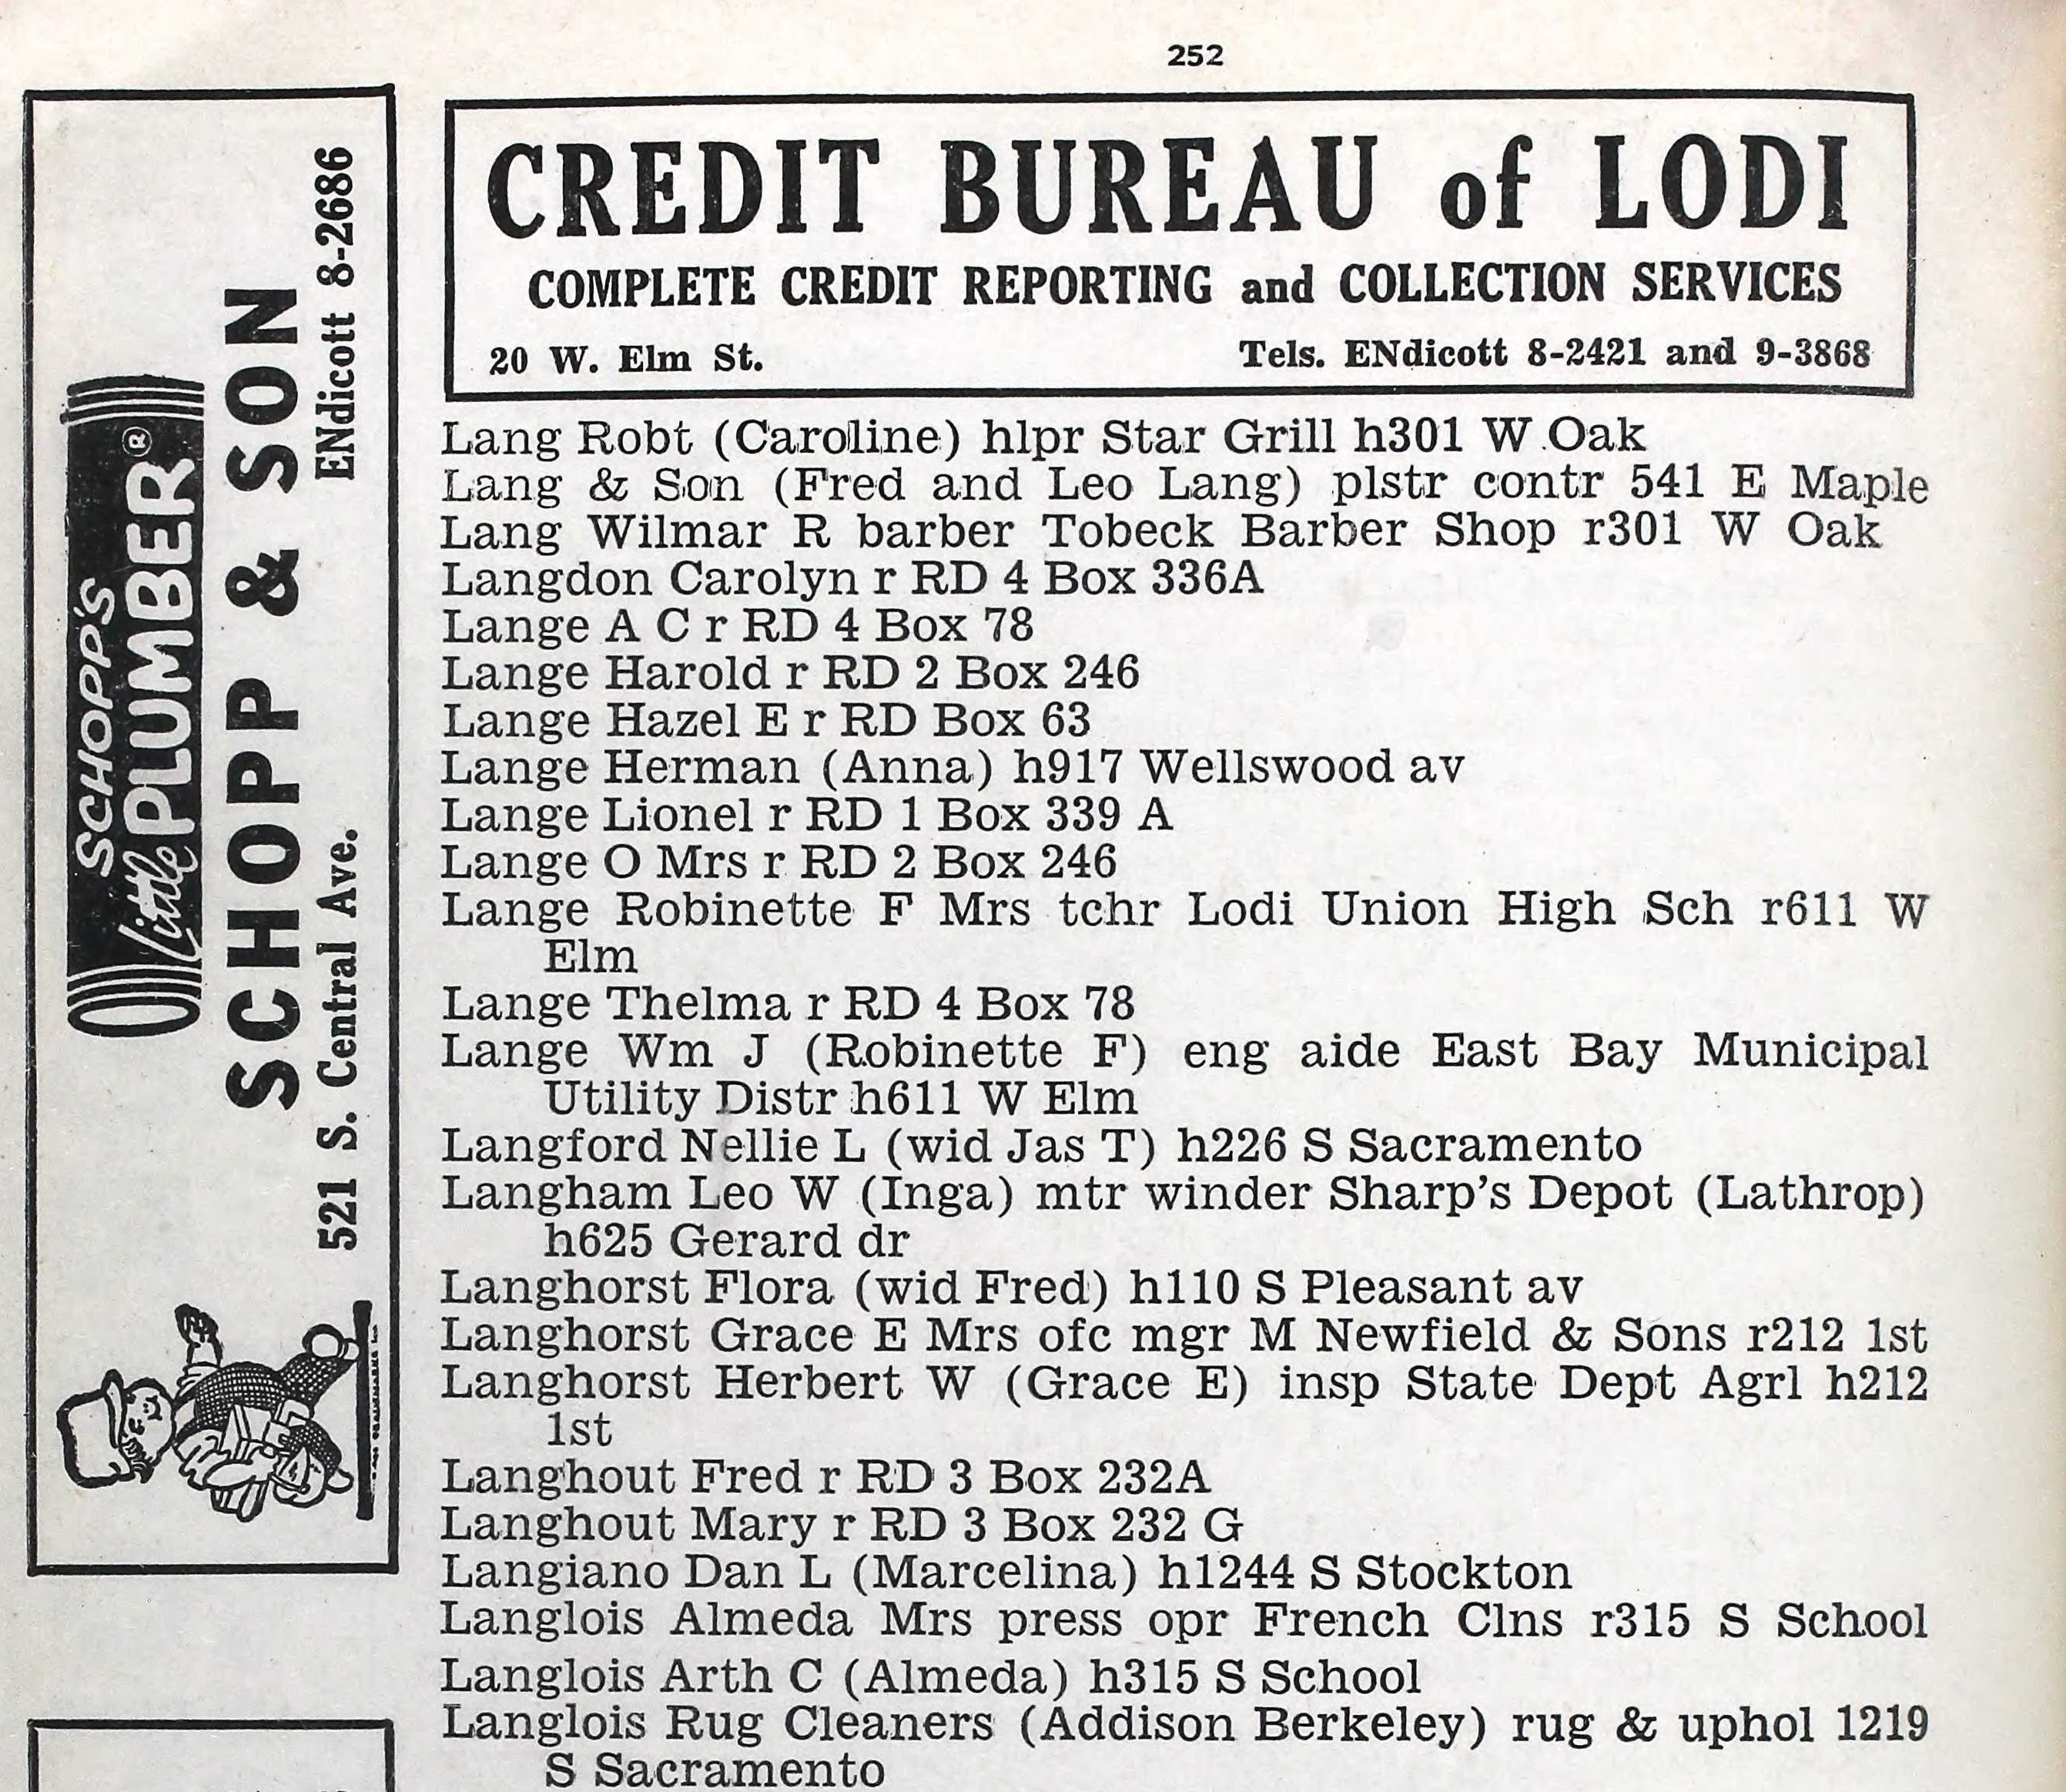 252
SCHOPP'S
Little PLUMBER®
SCHOPP & SON
521 S. Central Ave. ENdicott 8-2686
CREDIT BUREAU of LODI
COMPLETE CREDIT REPORTING and COLLECTION SERVICES
20 W. Elm St. Tels. ENdicott 8-2421 and 9-3868
Lang Robt (Caroline) hlpr Star Grill h301 W Oak
Lang & Son (Fred and Leo Lang) plstr contr 541 E Maple
Lang Wilmar R barber Tobeck Barber Shop r301 W Oak
Langdon Carolyn r RD 4 Box 336A
Lange A C r RD 4 Box 78
Lange Harold r RD 2 Box 246
Lange Hazel E r RD Box 63
Lange Herman (Anna) h917 Wellswood av
Lange Lionel r RD 1 Box 339 A
Lange O Mrs r RD 2 Box 246
Lange Robinette F Mrs tchr Lodi Union High Sch r611 W
Elm
Lange Thelma r RD 4 Box 78
Lange Wm J (Robinette F) eng aide East Bay Municipal
Utility Distr h611 W Elm
Langford Nellie L (wid Jas T) h226 S Sacramento
Langham Leo W (Inga) mtr winder Sharp's Depot (Lathrop)
h625 Gerard dr
Langhorst Flora (wid Fred) h110 S Pleasant av
Langhorst Grace E Mrs ofc mgr M Newfield & Sons r212 1st
Langhorst Herbert W (Grace E) insp State Dept Agrl h212
1st
Langhout Fred r RD 3 Box 232A
Langhout Mary r RD 3 Box 232 G
Langiano Dan L (Marcelina) h1244 S Stockton
Langlois Almeda Mrs press opr French Clns r315 S School
Langlois Arth C (Almeda) h315 S School
Langlois Rug Cleaners (Addison Berkeley) rug & uphol 1219
S Sacramento